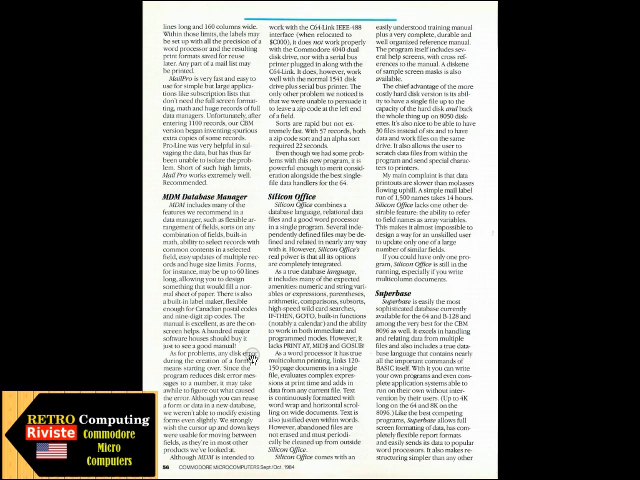 lines long and 160 columns wide.
Within those limits, the labels may
be set up with all the precision of a
word processor and the resulting
print formats saved for reuse
later. Any part of a mail list may
be printed.
MailPro is very fast and easy to
use for simple but large applica-
tions like subscription lists that
don't need the full screen format-
ting, math and huge records of full
data managers. Unfortunately, after
entering 1100 records, our CBM
version began inventing spurious
extra copies of some records.
Pro-Line was very helpful in sal-
vaging the data, but thus far has
been unable to isolate the prob-
lem. Short of such high limits,
Mail Pro works extremely well.
Recommended.
MDM Database Manager
MDM includes many of the
features we recommend in a
data manager, such as flexible ar-
rangement of fields, sorts on any
combination of fields, built-in
math, ability to select records with
common contents in a selected
field, easy updates of multiple rec-
ords and huge size limits. Forms,
for instance, may be up to 60 lines
long, allowing you to design
something that would fill a nor-
mal sheet of paper. There is also
a built-in label maker, flexible
enough for Canadian postal codes
and nine-digit zip codes. The
manual is excellent, as are the on-
screen helps. A hundred major
software houses should buy it
just to see a good manual!
As for problems, any disk error
during the creation of a form
means starting over. Since the
program reduces disk error mes-
sages to a number, it may take
awhile to figure out what caused
the error. Although you can reuse
a form or data in a new database,
we weren't able to modify existing
forms even slightly. We strongly
wish the cursor up and down keys
were usable for moving between
fields, as they're in most other
products we've looked at.
Although MDM is intended to
work with the C64-Link IEEE-488
interface (when relocated to
$C000), it does not work properly
with the Commodore 4040 dual
disk drive, nor with a serial bus
printer plugged in along with the
C64-Link. It does, however, work
well with the normal 1541 disk
drive plus serial bus printer. The
only other problem we noticed is
that we were unable to persuade it
to leave a zip code at the left end
of a field.
Sorts are rapid but not ex-
tremely fast. With 57 records, both
a zip code sort and an alpha sort
required 22 seconds.
Even though we had some prob-
lems with this new program, it is
powerful enough to merit consid-
eration alongside the best single-
file data handlers for the 64.
Silicon Office
Silicon Office combines a
database language, relational data
files and a good word processor
in a single program. Several inde-
pendently defined files may be de-
fined and related in nearly any way
with it. However, Silicon Office's
real power is that all its options
are completely integrated.
As a true database language,
it includes many of the expected
amenities: numeric and string vari-
ables or expressions, parentheses,
arithmetic, comparisons, subsorts,
high-speed wild card searches,
IF-THEN, GOTO, built-in functions
(notably a calendar) and the ability
to work in both immediate and
programmed modes. However, it
lacks PRINT AT, MID$ and GOSUB!
As a word processor it has true
multicolumn printing, links 120-
150 page documents in a single
file, evaluates complex expres-
sions at print time and adds in
data from any current file. Text
is continuously formatted with
word wrap and horizontal scroll-
ing on wide documents. Text is
also justified even within words.
However, abandoned files are
not erased and must periodi-
cally be cleaned up from outside
Silicon Office.
Silicon Office comes with an
easily understood training manual
plus a very complete, durable and
well organized reference manual.
The program itself includes sev-
eral help screens, with cross ref-
erences to the manual. A diskette
of sample screen masks is also
available.
The chief advantage of the more
costly hard disk version is its abil-
ity to have a single file up to the
capacity of the hard disk and back
the whole thing up on 8050 disk-
ettes. It's also nice to be able to have
30 files instead of six and to have
data and work files on the same
drive. It also allows the user to
scratch data files from within the
program and send special charac-
ters to printers.
My main complaint is that data
printouts are slower than molasses
flowing uphill. A simple mail label
run of 1,500 names takes 14 hours.
Silicon Office lacks one other de-
sirable feature: the ability to refer
to field names as array variables.
This makes it almost impossible to
design a way for an unskilled user
to update only one of a large
number of similar fields.
If you could have only one pro-
gram, Silicon Office is still in the
running, especially if you write
multicolumn documents.
Superbase
Superbase is easily the most
sophisticated database currently
available for the 64 and B-128 and
among the very best for the CBM
8096 as well. It excels in handling
and relating data from multiple
files and also includes a true data-
base language that contains nearly
all the important commands of
BASIC itself. With it you can write
your own programs and even com-
plete application systems able to
run on their own without inter-
vention by their users. (Up to 4K
long on the 64 and 8K on the
8096.) Like the best competing
programs, Superbase allows full
screen formatting of data, has com-
pletely flexible report formats
and easily sends its data to popular
word processors. It also makes re-
structuring simpler than any other
56 COMMODORE MICROCOMPUTERS Sept./Oct. 1984
RETRO Computing
Riviste Commodore
Micro
Computers